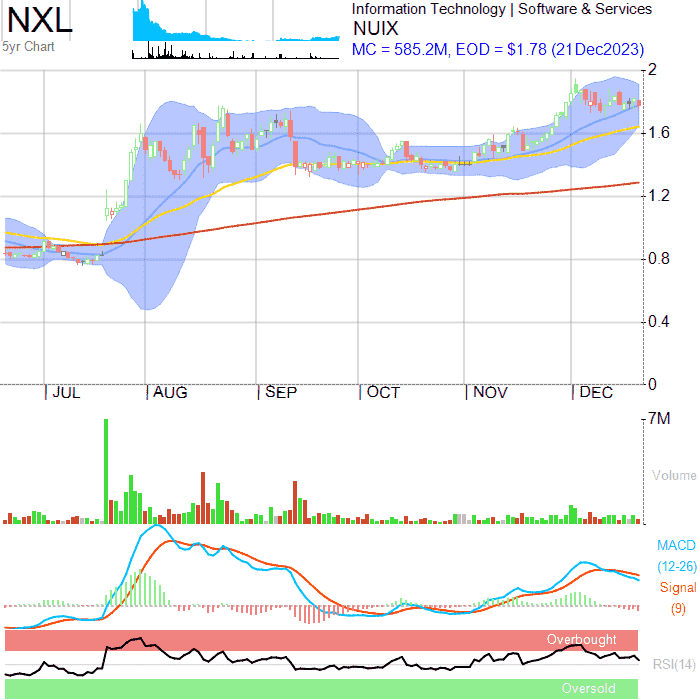 NXL
5yr Chart
Information Technology | Software & Services
NUIX
MC = 585.2M, EOD = $1.78 (21Dec2023)
2
1.6
1.2
0.8
0.4
0
JUL AUG SEP OCT NOV DEC
7M
Volume
MACD
(12-26)
Signal
(9)
Overbought
RSI(14)
Oversold